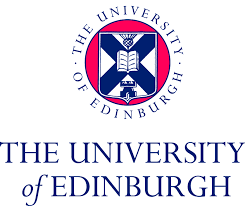 · THE UNIVERSITY ·
OF EDINBURGH
THE UNIVERSITY
of EDINBURGH